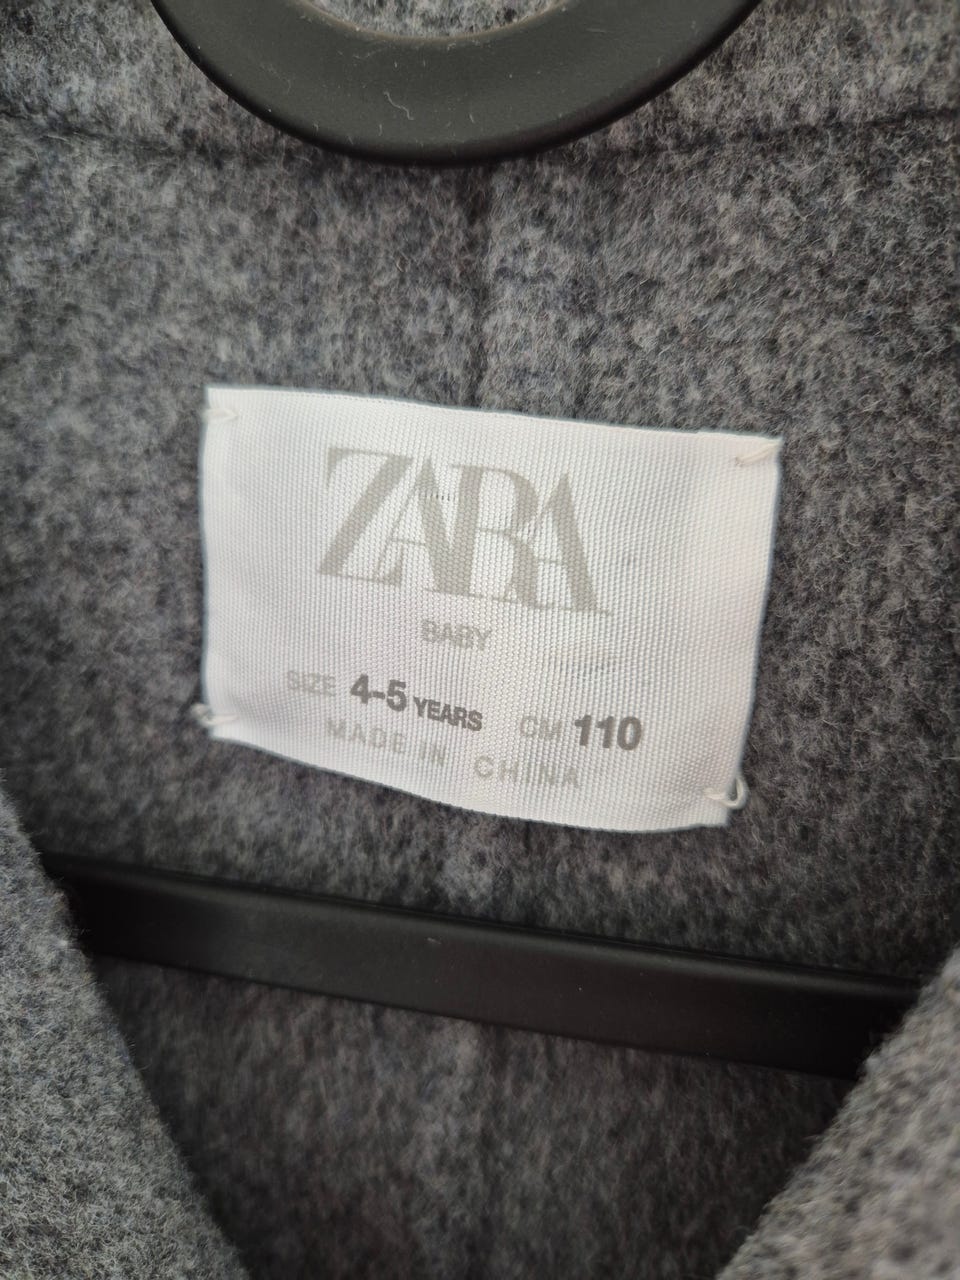 ZARA
BABY
SIZE 4-5 YEARS CM 110
MADE IN CHINA